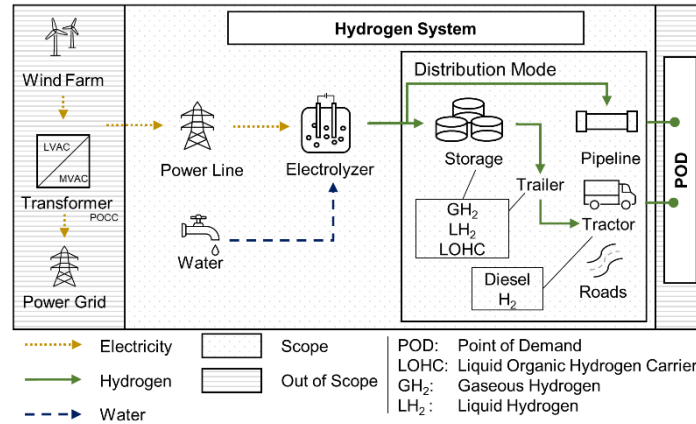 Hydrogen System
Wind Farm
LVAC
MVAC
Transformer
POCC
Power Grid
Power Line
Electrolyzer
Water
Distribution Mode
Storage
Pipeline
Trailer
GH₂
LH₂
LOHC
Tractor
Diesel
H₂
Roads
POD
Electricity
Hydrogen
Water
Scope
Out of Scope
POD: Point of Demand
LOHC: Liquid Organic Hydrogen Carrier
GH₂: Gaseous Hydrogen
LH₂ : Liquid Hydrogen